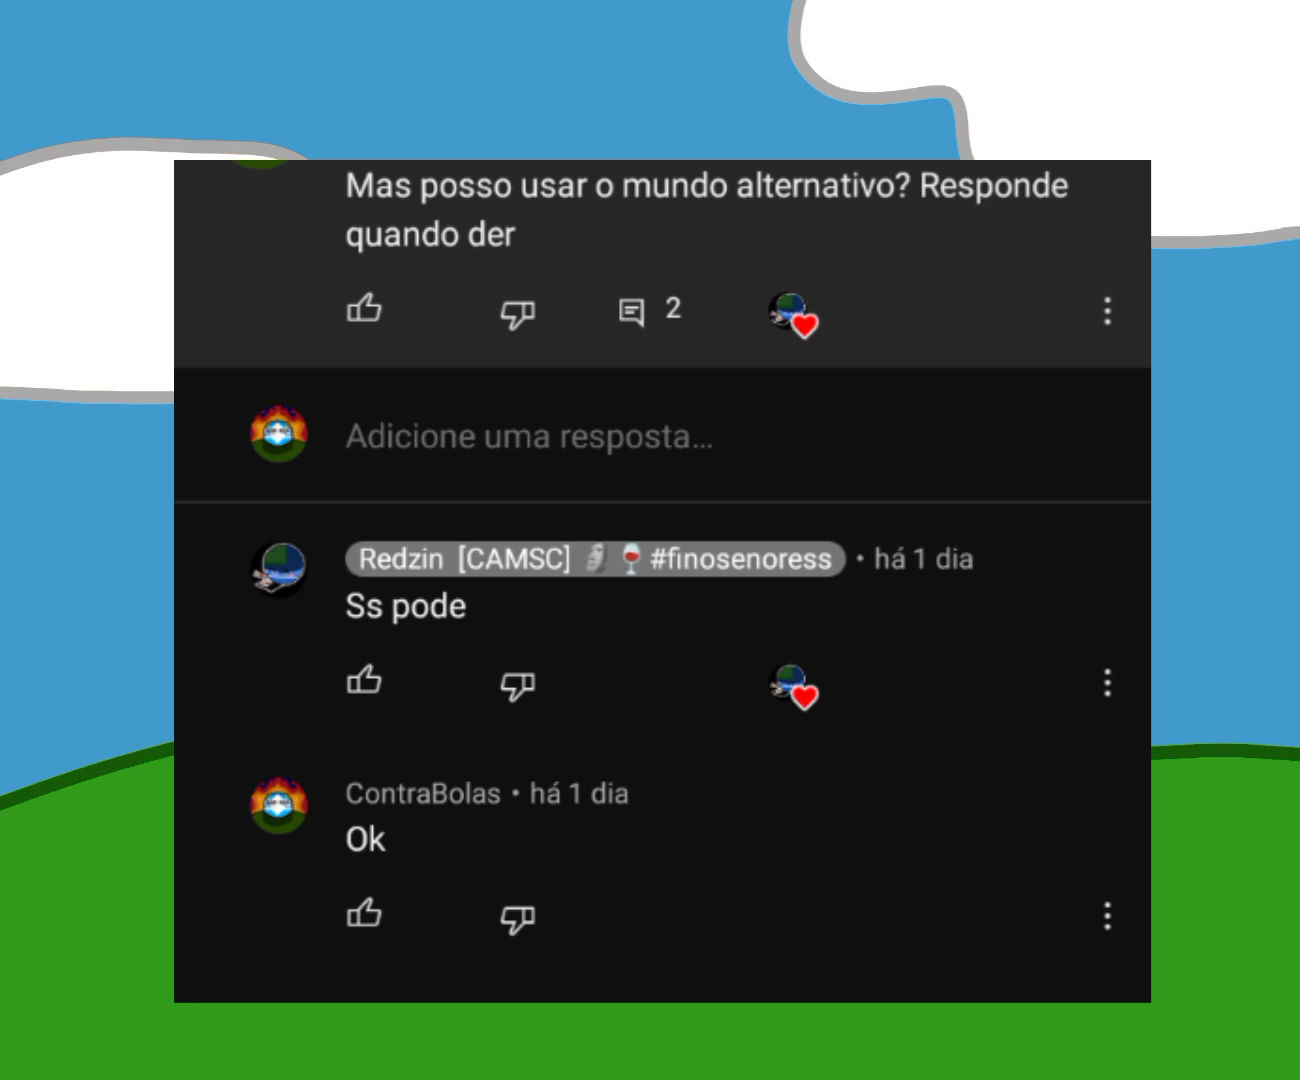 Mas posso usar o mundo alternativo? Responde
quando der
2
Adicione uma resposta...
Redzin [CAMSC] 🗿🍷#finosenoress • há 1 dia
Ss pode
ContraBolas • há 1 dia
Ok